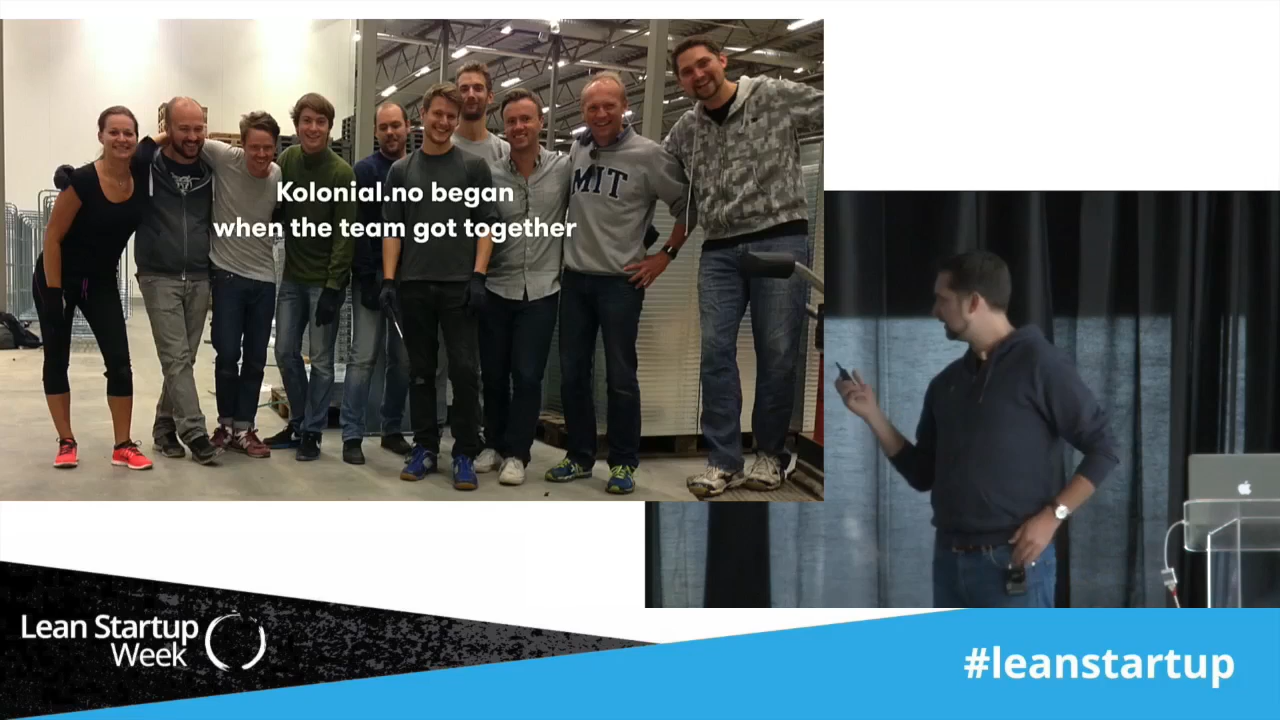 Kolonial.no began
when the team got together
MIT
Lean Startup
Week
#leanstartup